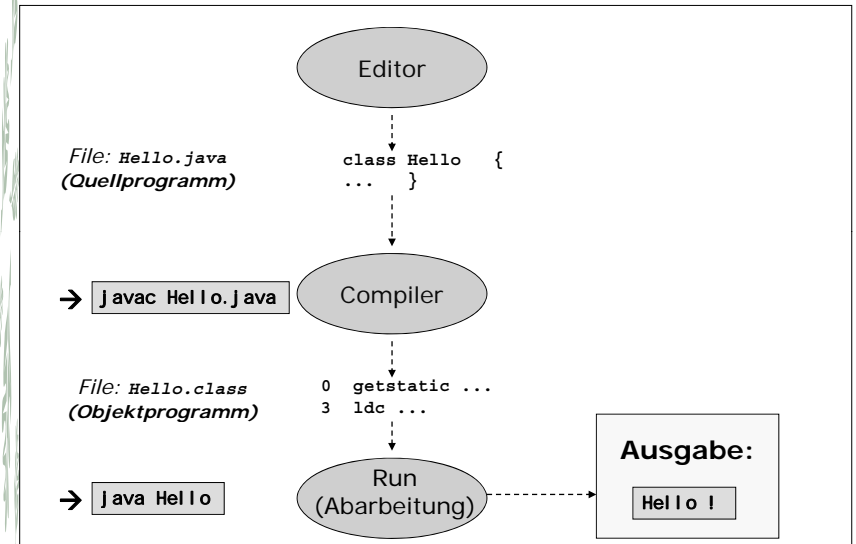 Editor
File: Hello.java
(Quellprogramm)
class Hello {
... }
→ javac Hello.java
Compiler
File: Hello.class
(Objektprogramm)
0 getstatic ...
3 ldc ...
→ java Hello
Run
(Abarbeitung)
Ausgabe:
Hello !